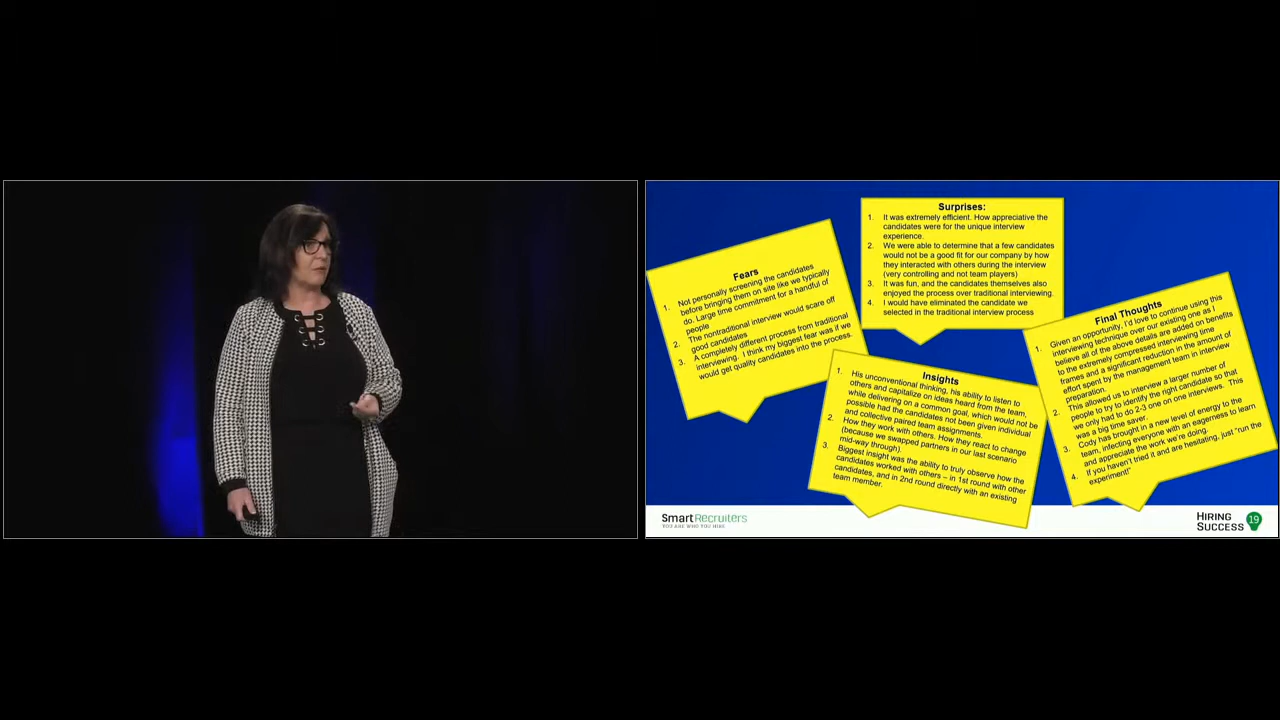 Surprises:
1. It was extremely efficient. How appreciative the
candidates were for the unique interview
experience.
2. We were able to determine that a few candidates
would not be a good fit for our company by how
they interacted with others during the interview
(very controlling and not team players)
3. It was fun, and the candidates themselves also
enjoyed the process over traditional interviewing.
4. I would have eliminated the candidate we
selected in the traditional interview process
Fears
1. Not personally screening the candidates
before bringing them on site like we typically
do. Large time commitment for a handful of
people
2. The nontraditional interview would scare off
good candidates
3. A completely different process from traditional
interviewing. I think my biggest fear was if we
would get quality candidates into the process.
Insights
1. His unconventional thinking, his ability to listen to
others and capitalize on ideas heard from the team,
while delivering on a common goal, which would not be
possible had the candidates not been given individual
and collective paired team assignments.
2. How they work with others. How they react to change
(because we swapped partners in our last scenario
mid-way through).
3. Biggest insight was the ability to truly observe how the
candidates worked with others – in 1st round with other
candidates, and in 2nd round directly with an existing
team member.
Final Thoughts
1. Given an opportunity, I'd love to continue using this
interviewing technique over our existing one as I
believe all of the above details are added on benefits
to the extremely compressed interviewing time
frames and a significant reduction in the amount of
effort spent by the management team in interview
preparation.
2. This allowed us to interview a larger number of
people to try to identify the right candidate so that
we only had to do 2-3 one on one interviews. This
was a big time saver.
3. Cody has brought in a new level of energy to the
team, infecting everyone with an eagerness to learn
and appreciate the work we're doing.
4. If you haven't tried it and are hesitating, just "run the
experiment!"
SmartRecruiters
YOU ARE WHO YOU HIRE
HIRING
SUCCESS 19